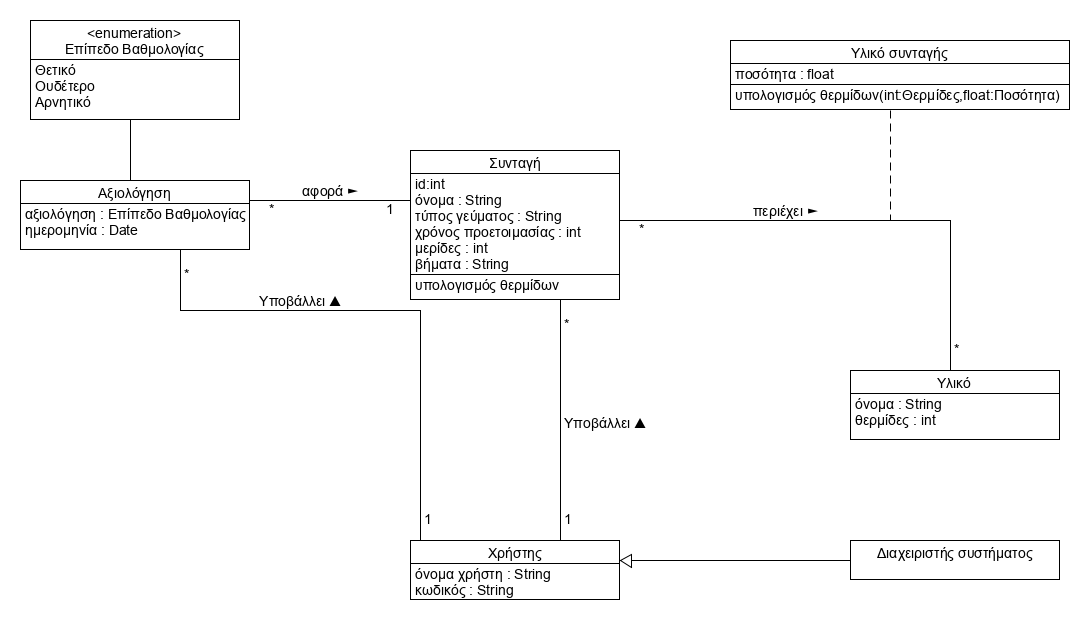 <enumeration>
Επίπεδο Βαθμολογίας
Θετικό
Ουδέτερο
Αρνητικό
Υλικό συνταγής
ποσότητα : float
υπολογισμός θερμίδων(int:Θερμίδες,float:Ποσότητα)
Συνταγή
id:int
όνομα : String
τύπος γεύματος : String
χρόνος προετοιμασίας : int
μερίδες : int
βήματα : String
υπολογισμός θερμίδων
Αξιολόγηση
αξιολόγηση : Επίπεδο Βαθμολογίας
ημερομηνία : Date
αφορά ►
*
1
περιέχει ►
*
*
*
Υποβάλλει ▲
1
*
Υποβάλλει ▲
1
Υλικό
όνομα : String
θερμίδες : int
Χρήστης
όνομα χρήστη : String
κωδικός : String
Διαχειριστής συστήματος